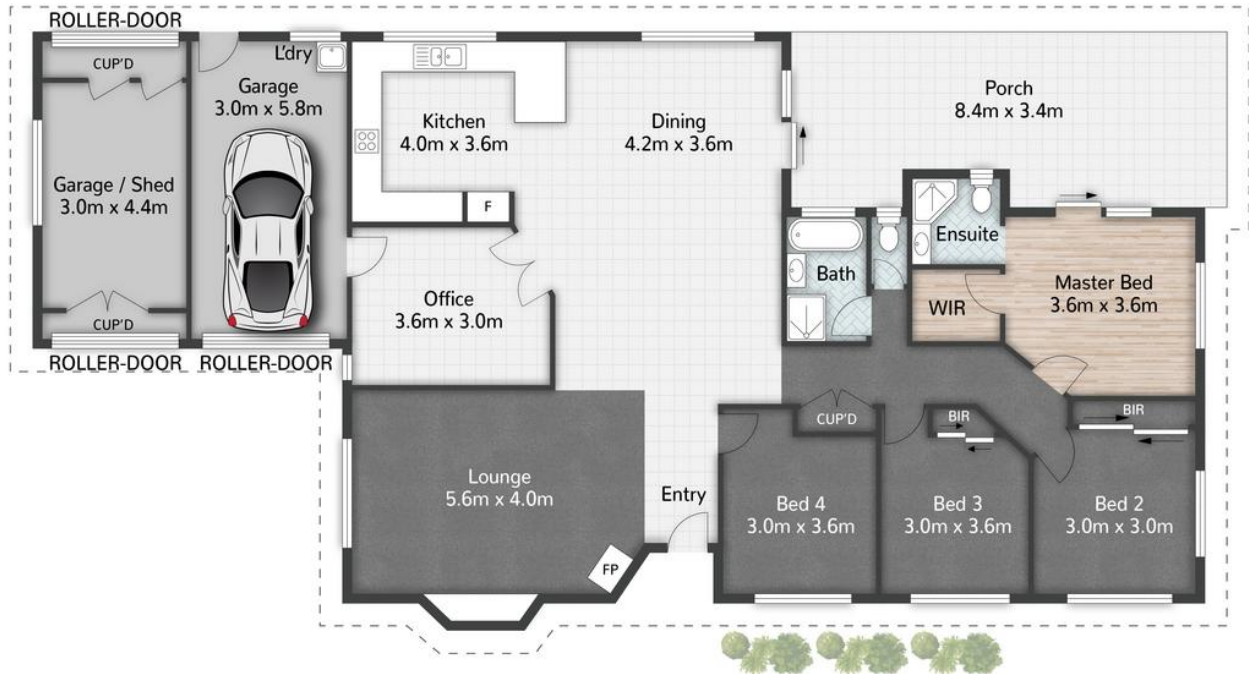 ROLLER-DOOR
CUP'D
L'dry
Garage
3.0m x 5.8m
Garage / Shed
3.0m x 4.4m
CUP'D
ROLLER-DOOR
ROLLER-DOOR
Kitchen
4.0m x 3.6m
F
Dining
4.2m x 3.6m
Porch
8.4m x 3.4m
Office
3.6m x 3.0m
Bath
Ensuite
WIR
Master Bed
3.6m x 3.6m
Lounge
5.6m x 4.0m
FP
Entry
CUP'D
Bed 4
3.0m x 3.6m
BIR
Bed 3
3.0m x 3.6m
BIR
Bed 2
3.0m x 3.0m